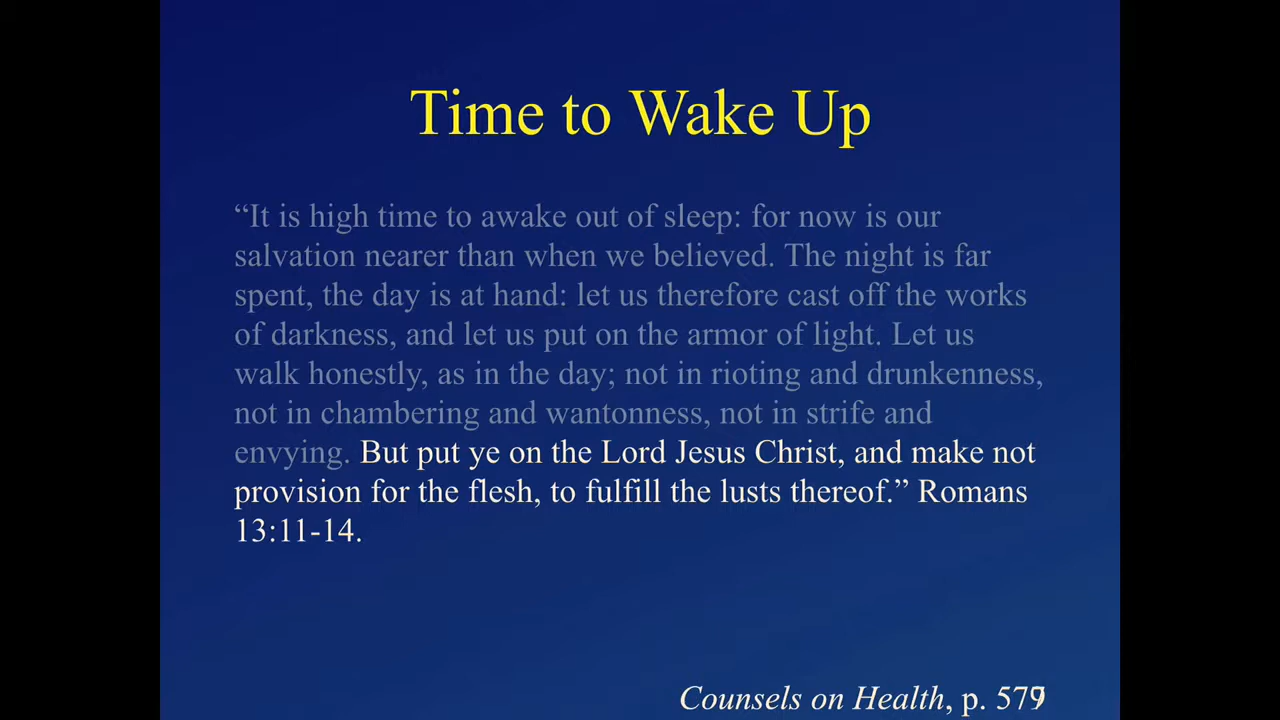 Time to Wake Up
“It is high time to awake out of sleep: for now is our
salvation nearer than when we believed. The night is far
spent, the day is at hand: let us therefore cast off the works
of darkness, and let us put on the armor of light. Let us
walk honestly, as in the day; not in rioting and drunkenness,
not in chambering and wantonness, not in strife and
envying. But put ye on the Lord Jesus Christ, and make not
provision for the flesh, to fulfill the lusts thereof.” Romans
13:11-14.
Counsels on Health, p. 579